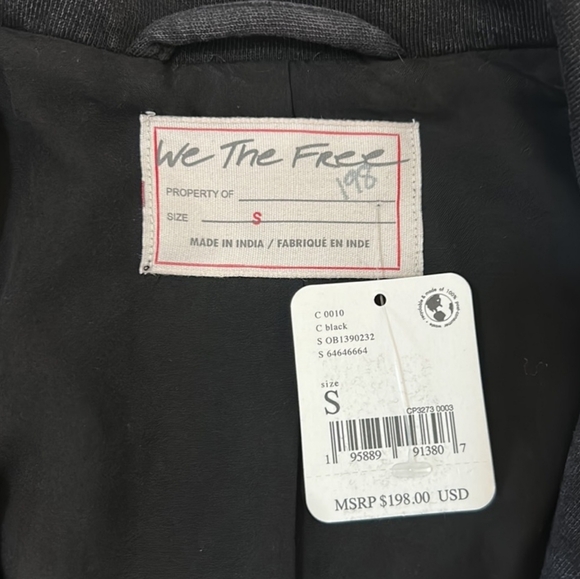 We The Free
198
PROPERTY OF
SIZE S
MADE IN INDIA / FABRIQUÉ EN INDE
C 0010
C black
S OB1390232
S 64646664
size
S
CP3273 0003
1 95889 91380 7
MSRP $198.00 USD